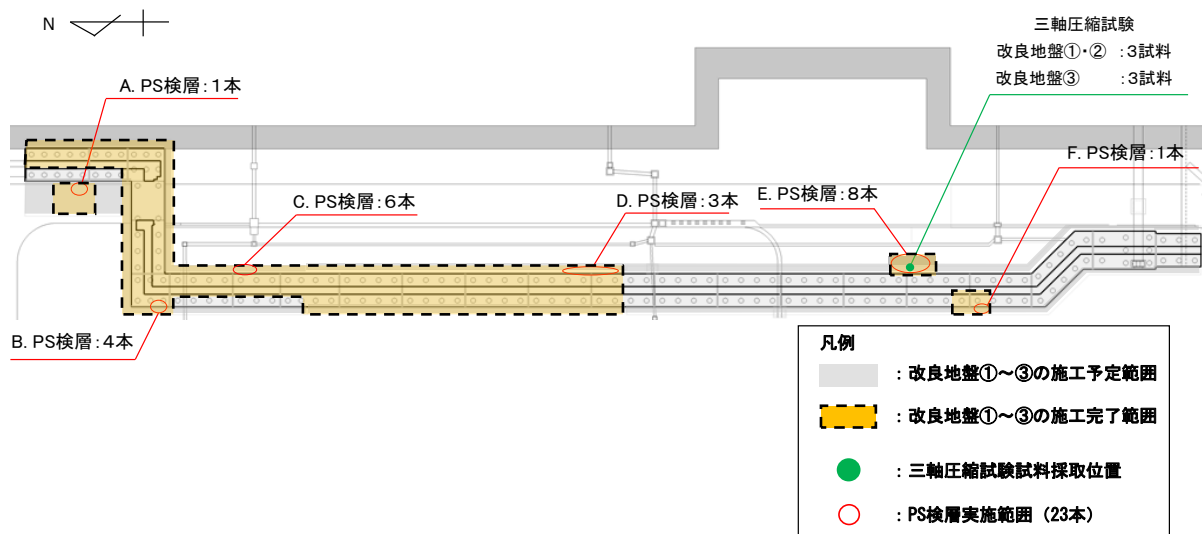 N
三軸圧縮試験
改良地盤①・② ：3試料
改良地盤③ ：3試料
A. PS検層：1本
F. PS検層：1本
C. PS検層：6本
D. PS検層：3本
E. PS検層：8本
B. PS検層：4本
凡例
：改良地盤①～③の施工予定範囲
：改良地盤①～③の施工完了範囲
：三軸圧縮試験試料採取位置
：PS検層実施範囲（23本）